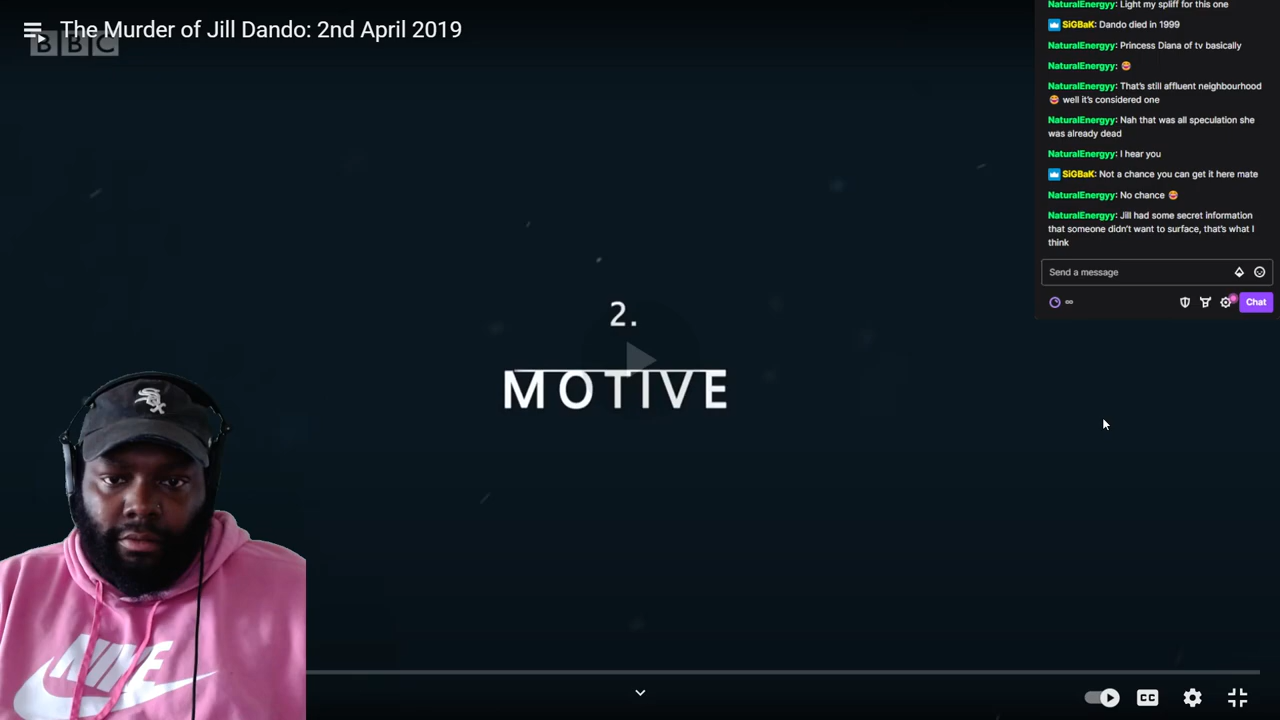 The Murder of Jill Dando: 2nd April 2019
BBC
NaturalEnergyy: Light my spliff for this one
SiGBaK: Dando died in 1999
NaturalEnergyy: Princess Diana of tv basically
NaturalEnergyy:
NaturalEnergyy: That's still affluent neighbourhood
well it's considered one
NaturalEnergyy: Nah that was all speculation she
was already dead
NaturalEnergyy: I hear you
SiGBaK: Not a chance you can get it here mate
NaturalEnergyy: No chance
NaturalEnergyy: Jill had some secret information
that someone didn't want to surface, that's what I
think
Send a message
Chat
2.
MOTIVE
SOX
NIKE
CC